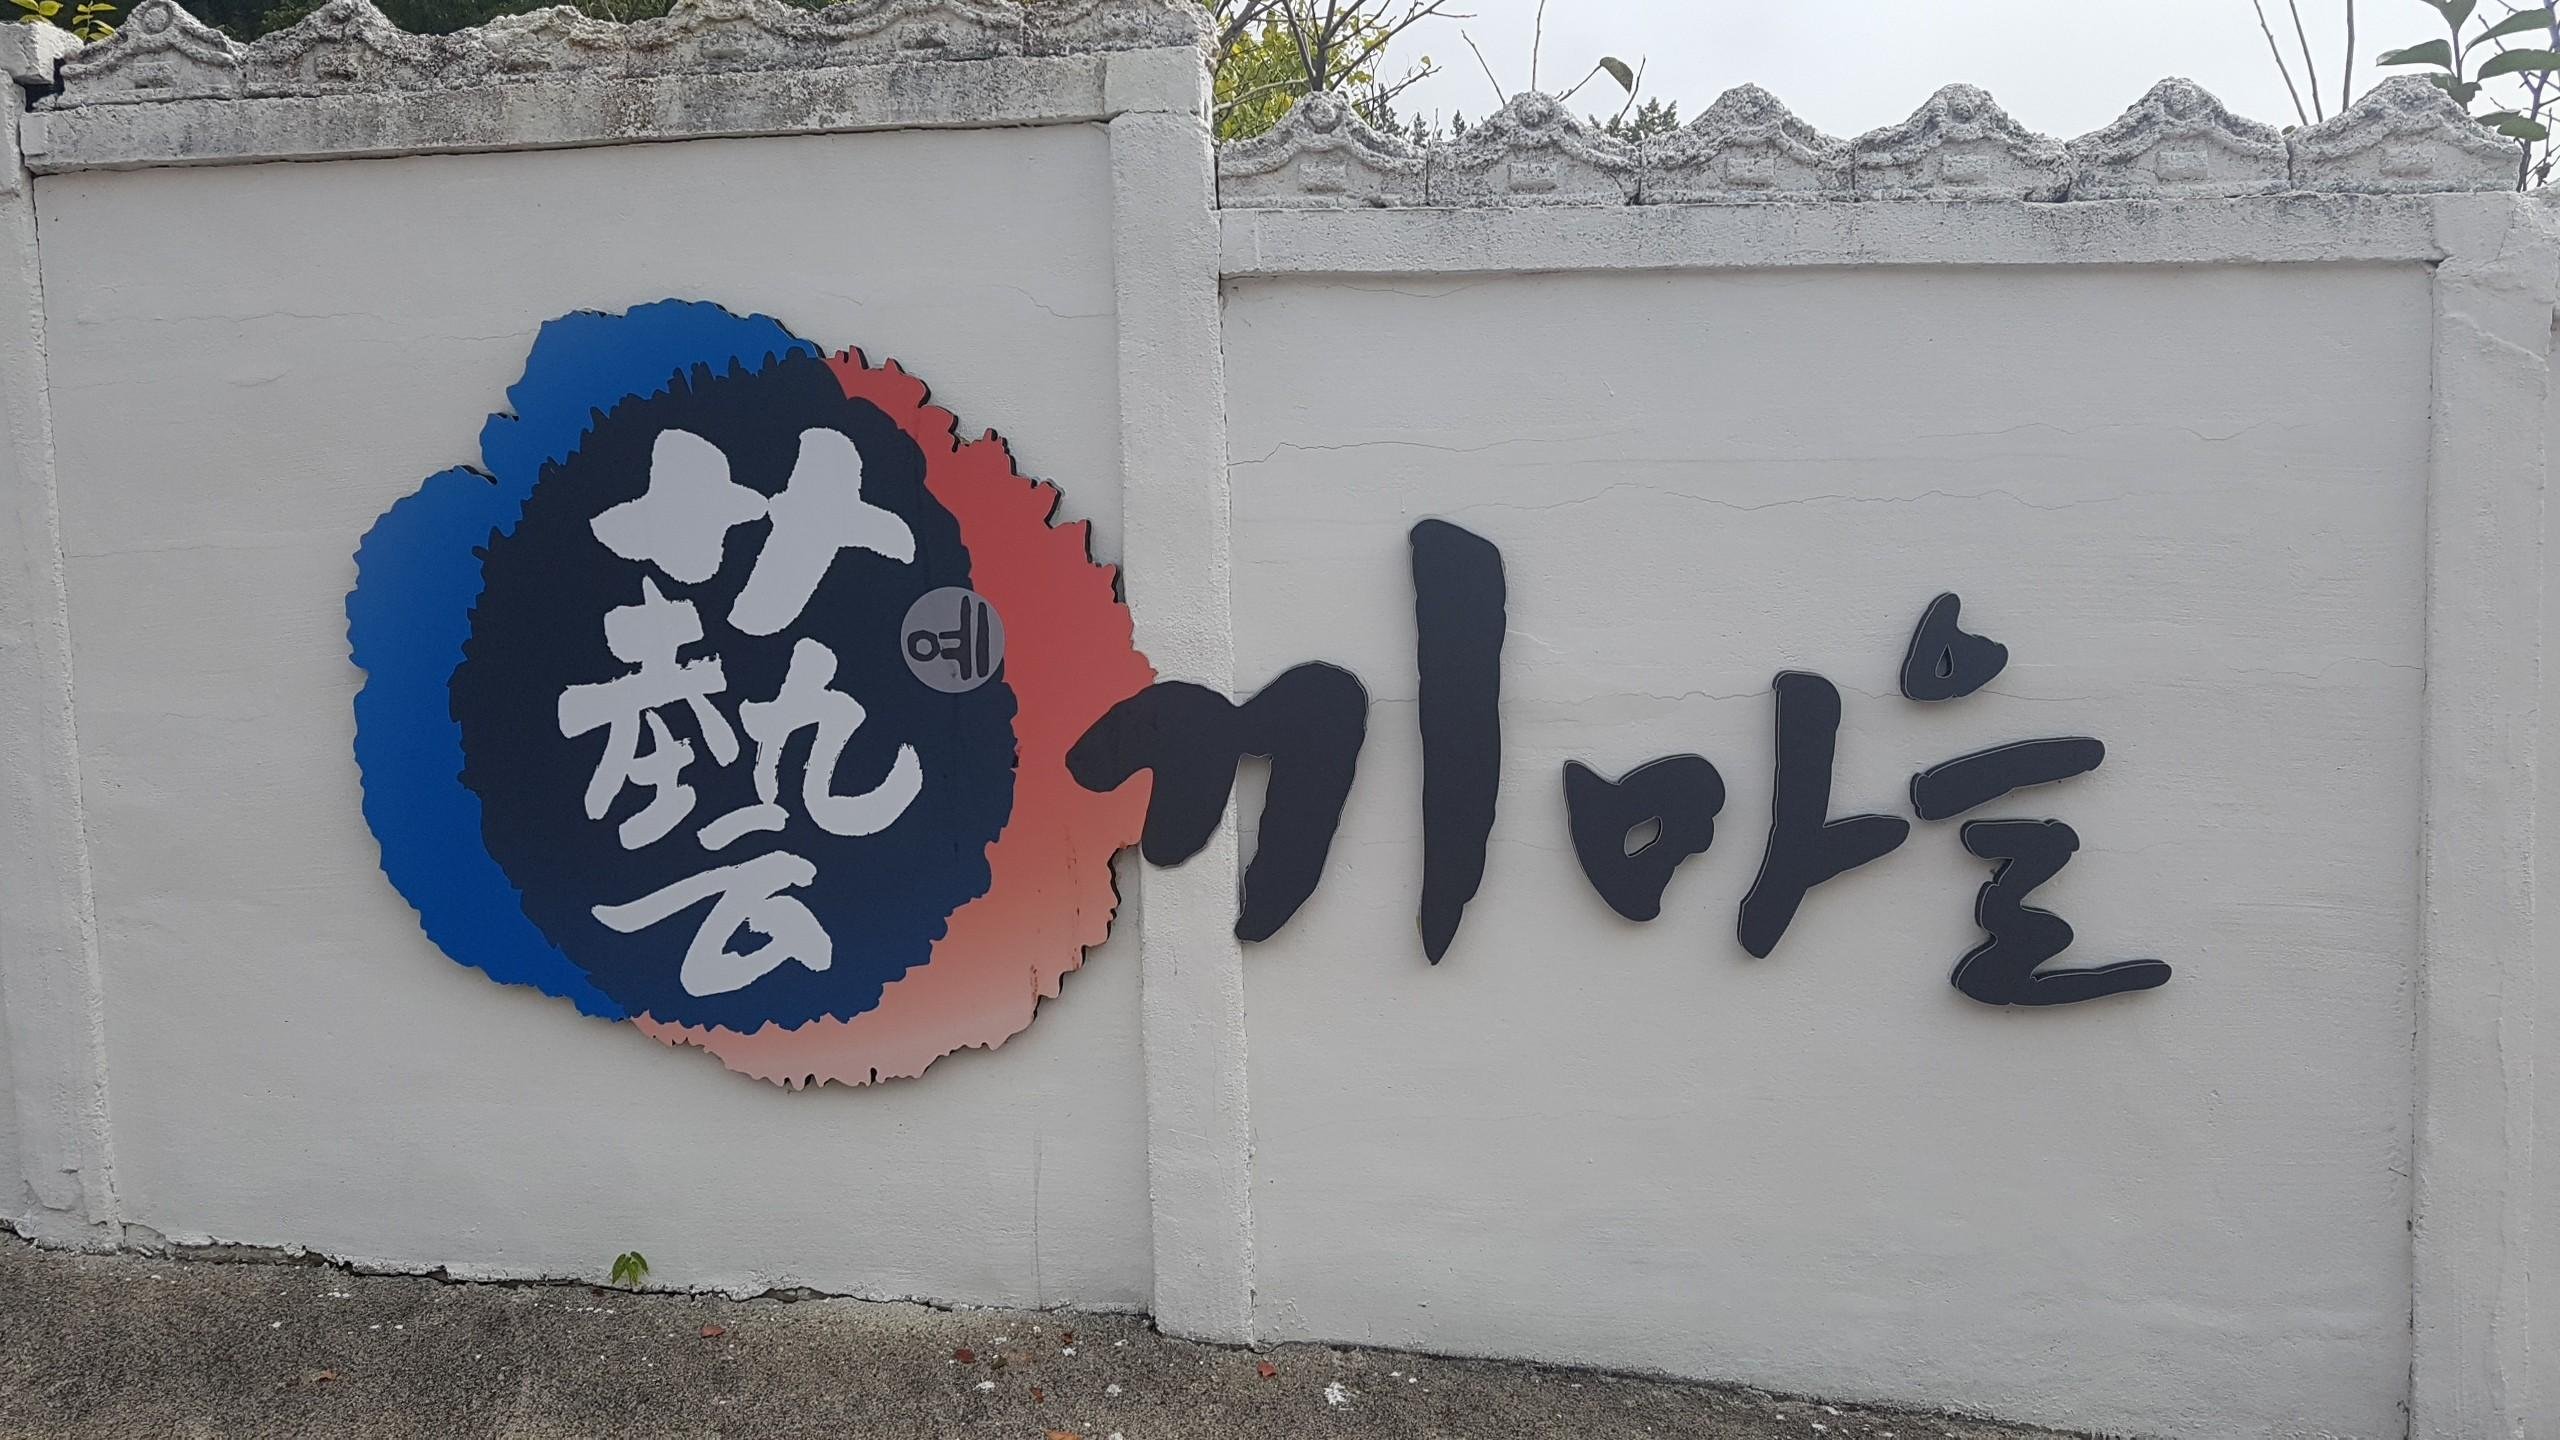 藝 예 끼마을